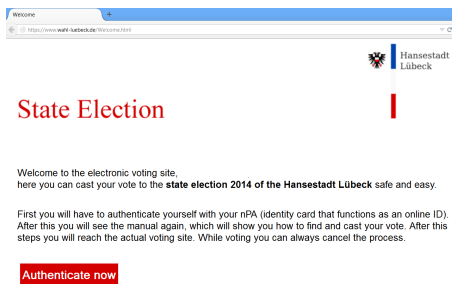 Welcome
https://www.wahl-luebeck.de/Welcome.html
Hansestadt
Lübeck
State Election
Welcome to the electronic voting site,
here you can cast your vote to the state election 2014 of the Hansestadt Lübeck safe and easy.
First you will have to authenticate yourself with your nPA (identity card that functions as an online ID).
After this you will see the manual again, which will show you how to find and cast your vote. After this
steps you will reach the actual voting site. While voting you can always cancel the process.
Authenticate now